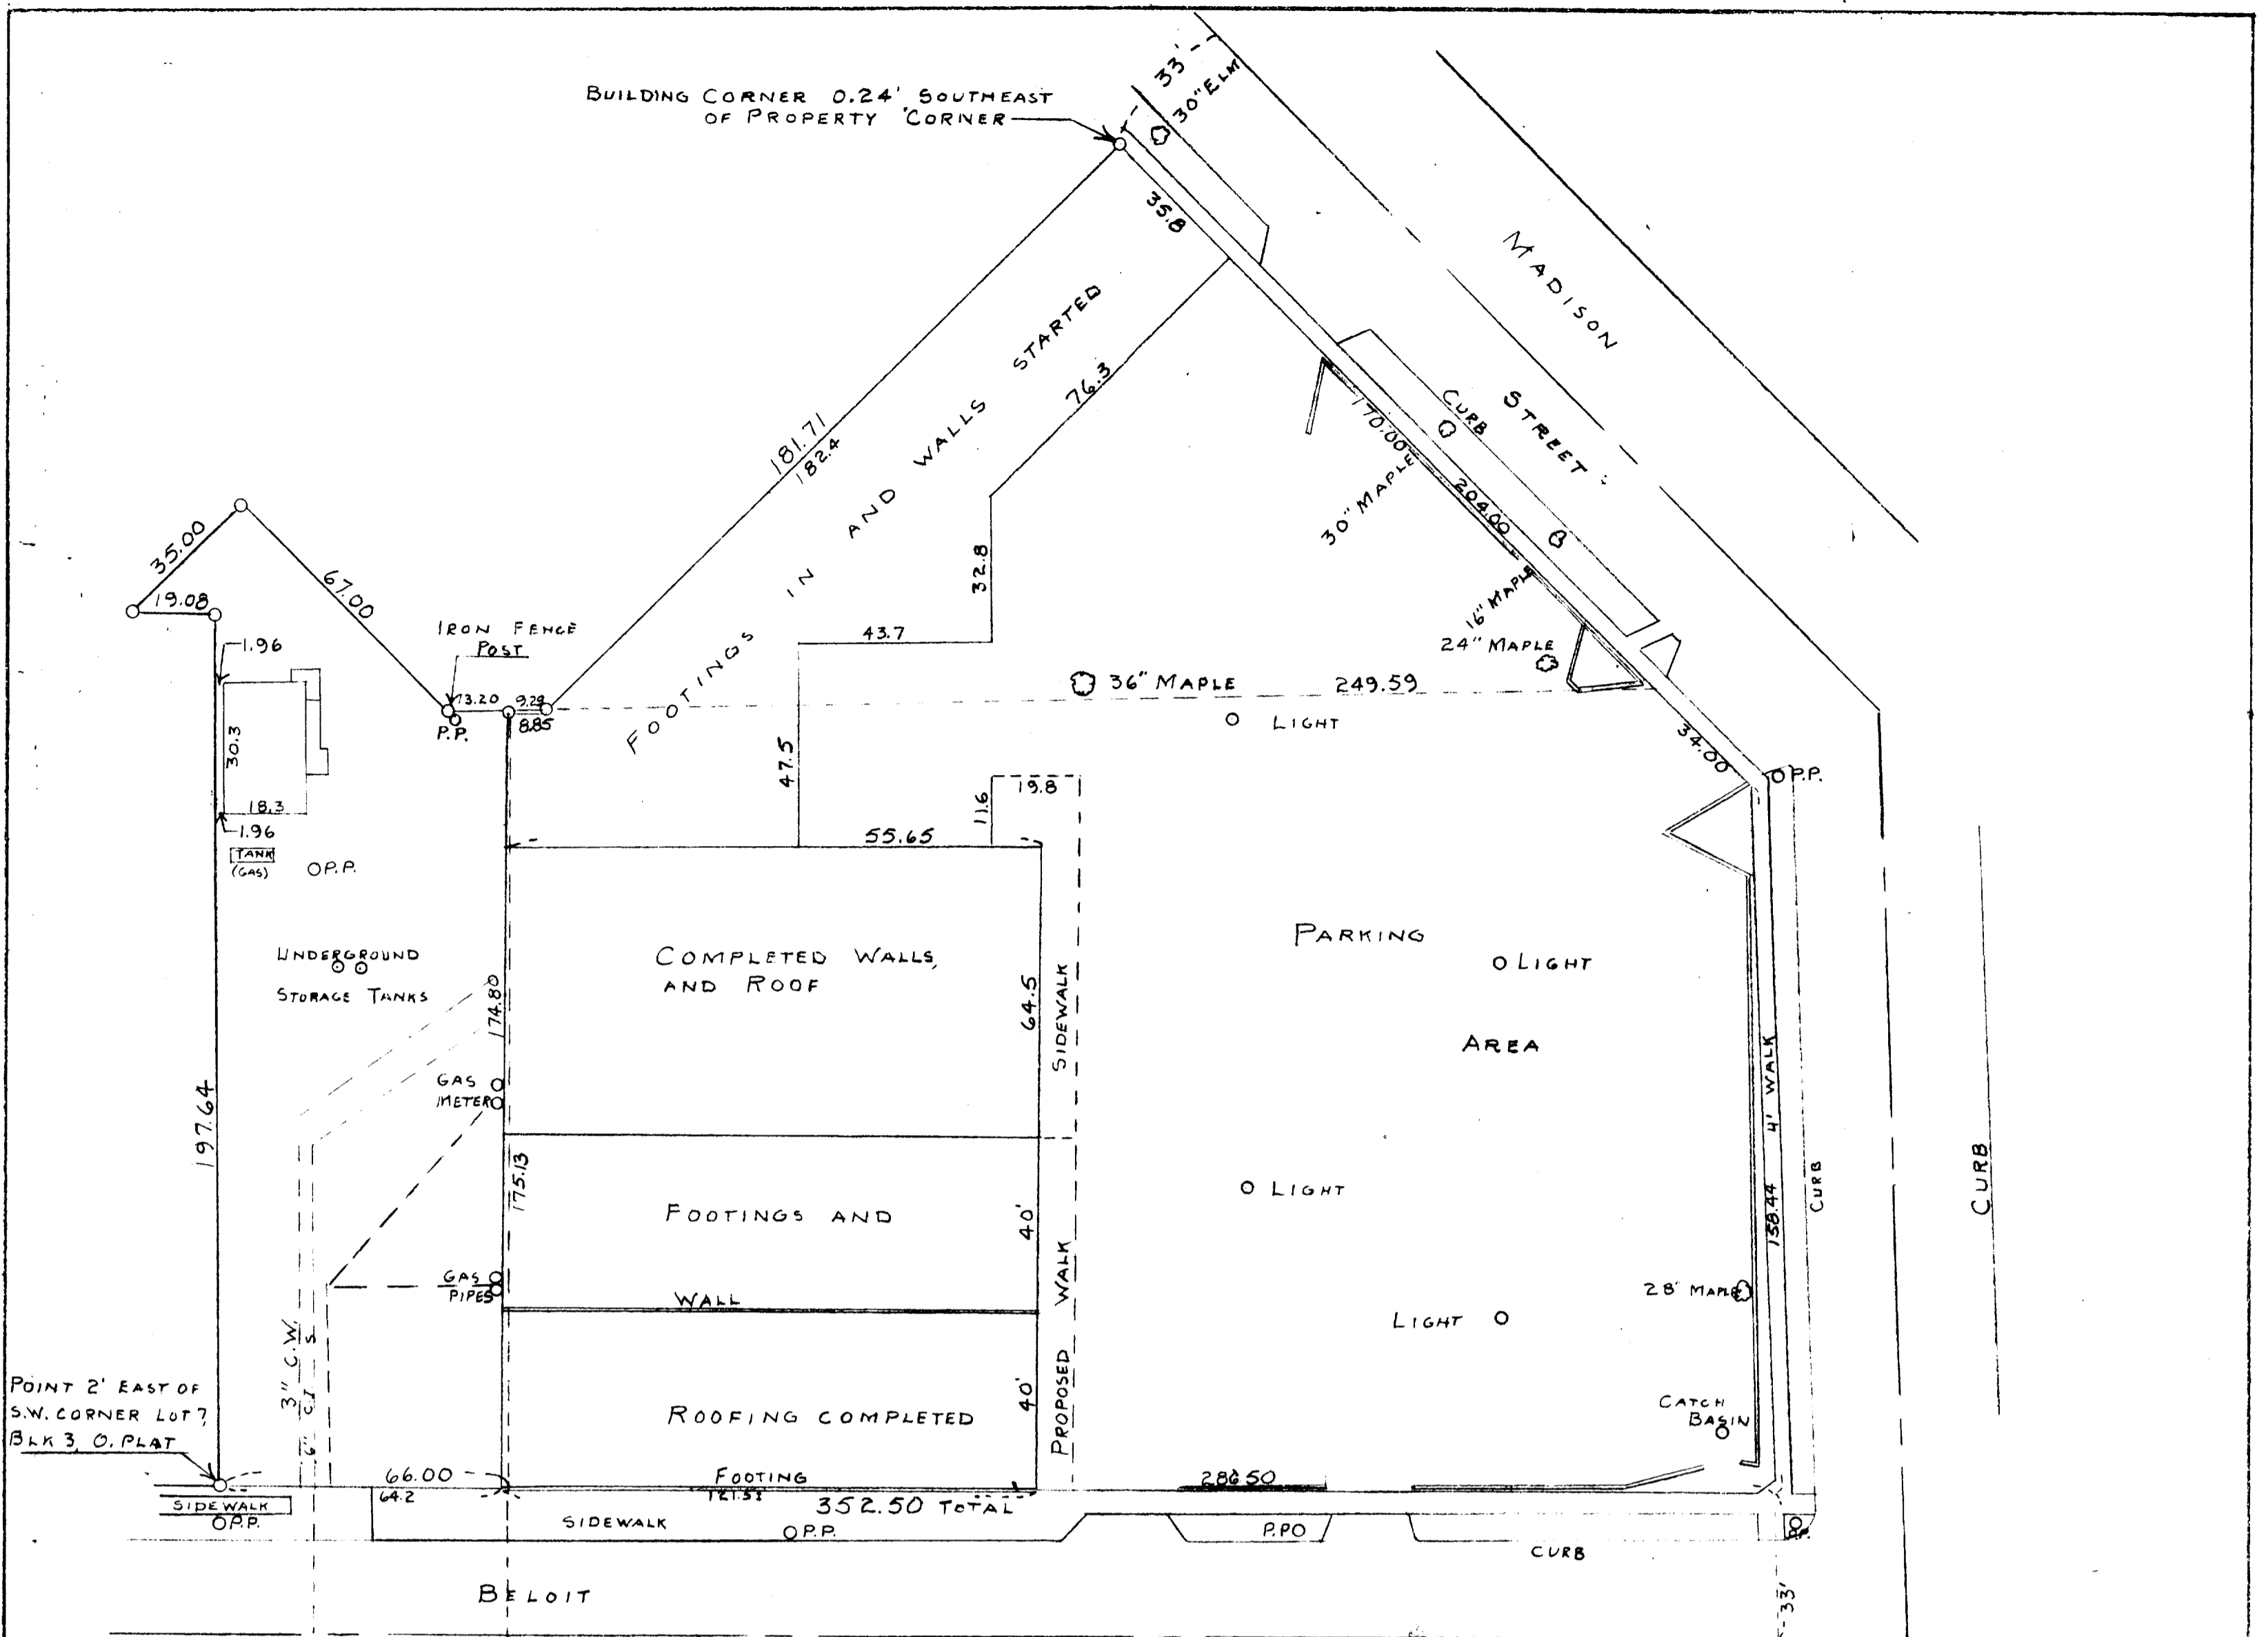 BUILDING CORNER 0.24' SOUTHEAST
OF PROPERTY CORNER
33'
30" ELM
35.8
MADISON
STREET
CURB
181.71
182.4
FOOTINGS IN AND WALLS STARTED
76.3
170.00
204.00
30" MAPLE
16" MAPLE
24" MAPLE
36" MAPLE
249.59
LIGHT
34.00
O P.P.
35.00
19.08
67.00
IRON FENCE
POST
13.20
9.29
8.85
P.P.
1.96
30.3
18.3
1.96
TANK
(GAS)
O P.P.
32.8
43.7
47.5
19.8
11.6
55.65
UNDERGROUND
STORAGE TANKS
174.80
COMPLETED WALLS,
AND ROOF
64.5
SIDEWALK
PARKING
LIGHT
AREA
4' WALK
158.44
CURB
CURB
197.64
GAS
METER
175.13
FOOTINGS AND
40'
LIGHT
GAS
PIPES
WALL
28" MAPLE
LIGHT
3" C.W.
6" C.I. S
PROPOSED WALK
POINT 2' EAST OF
S.W. CORNER LOT 7,
BLK 3, O. PLAT
ROOFING COMPLETED
40'
CATCH
BASIN
66.00
64.2
FOOTING
352.50 TOTAL
286.50
SIDEWALK
O P.P.
SIDEWALK
O P.P.
P.P.O
CURB
BELOIT
33'